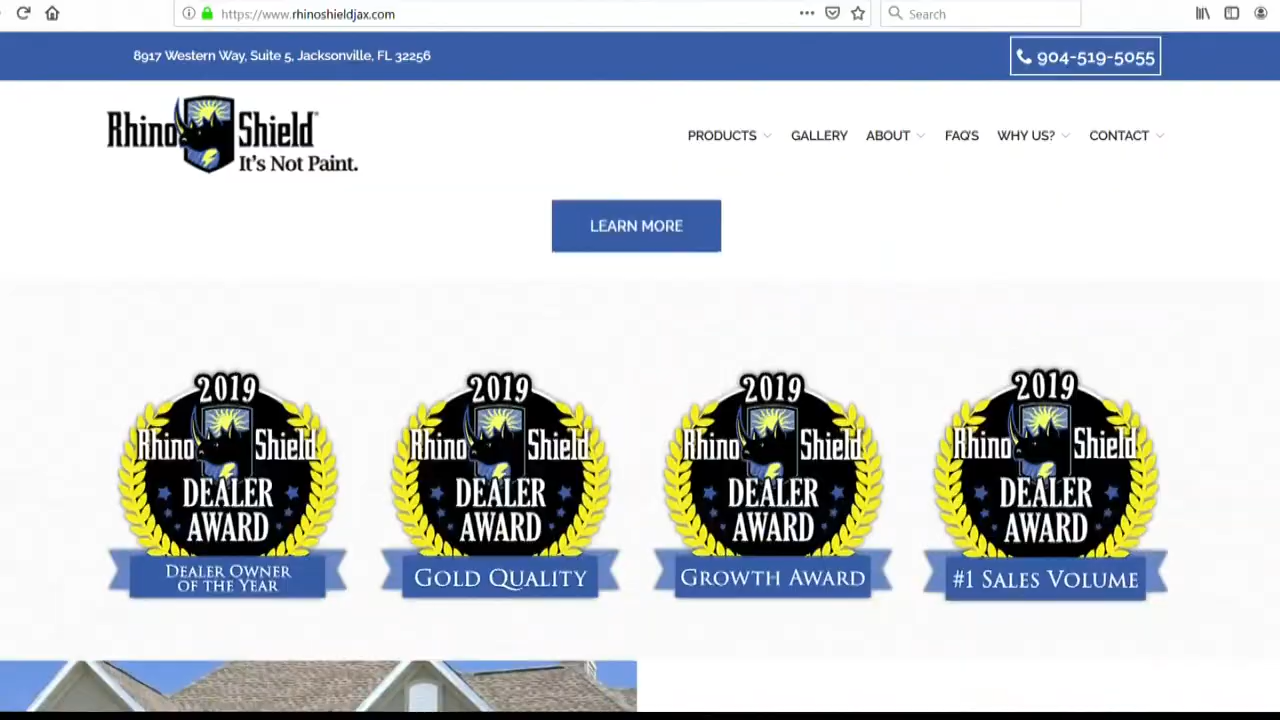 https://www.rhinoshieldjax.com
Search
8917 Western Way, Suite 5, Jacksonville, FL 32256
904-519-5055
Rhino Shield®
It's Not Paint.
PRODUCTS
GALLERY
ABOUT
FAQ'S
WHY US?
CONTACT
LEARN MORE
2019
Rhino Shield
DEALER
AWARD
DEALER OWNER
OF THE YEAR
2019
Rhino Shield
DEALER
AWARD
GOLD QUALITY
2019
Rhino Shield
DEALER
AWARD
GROWTH AWARD
2019
Rhino Shield
DEALER
AWARD
#1 SALES VOLUME